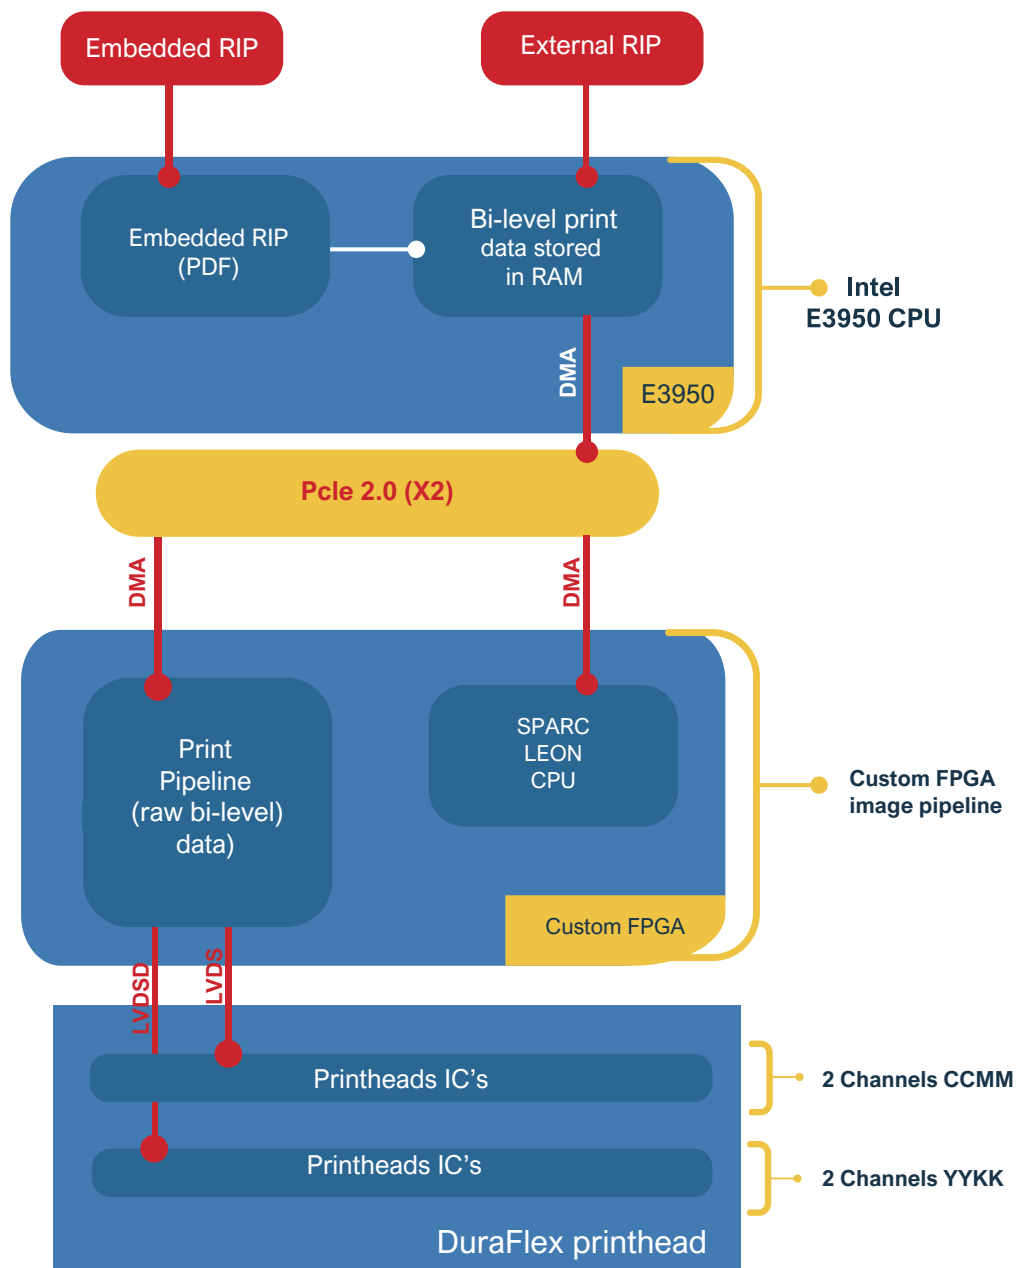 Embedded RIP
External RIP
Embedded RIP
(PDF)
Bi-level print
data stored
in RAM
Intel
E3950 CPU
DMA
E3950
PcIe 2.0 (X2)
DMA
DMA
Print
Pipeline
(raw bi-level)
data)
SPARC
LEON
CPU
Custom FPGA
image pipeline
Custom FPGA
LVDSD
LVDS
Printheads IC's
2 Channels CCMM
Printheads IC's
2 Channels YYKK
DuraFlex printhead